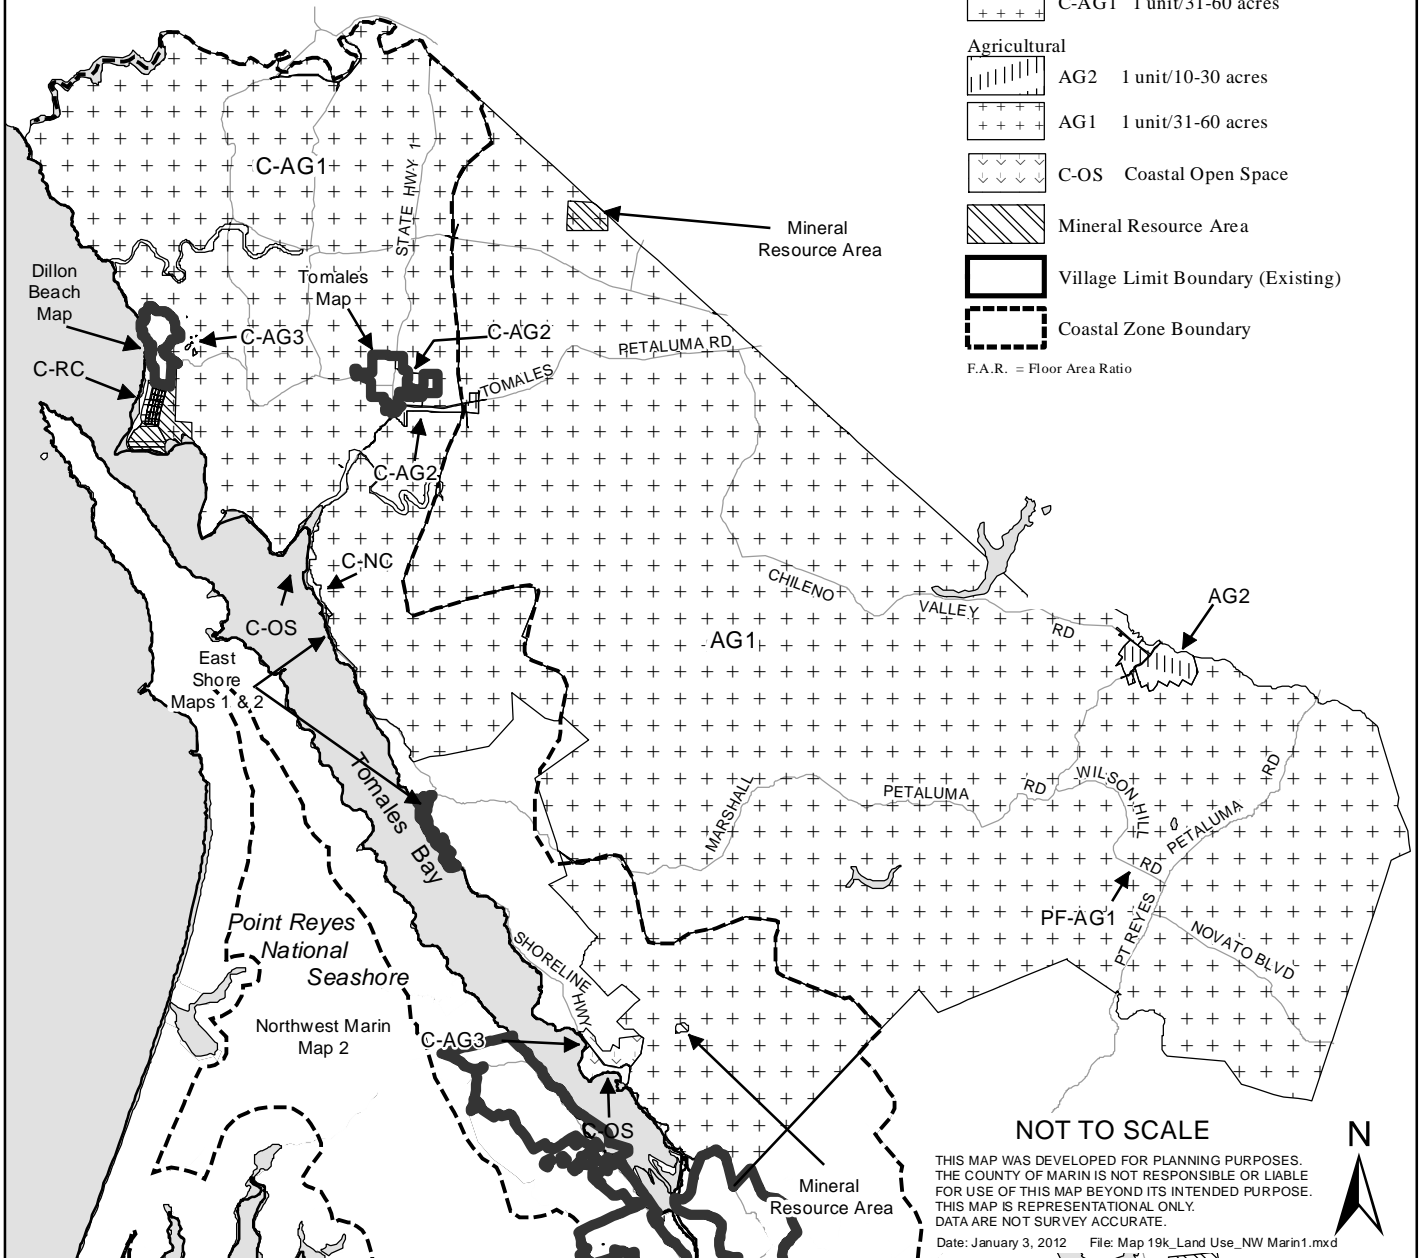 C-AG1 1 unit/31-60 acres
Agricultural
AG2 1 unit/10-30 acres
AG1 1 unit/31-60 acres
C-OS Coastal Open Space
Mineral Resource Area
Village Limit Boundary (Existing)
Coastal Zone Boundary
F.A.R. = Floor Area Ratio
C-AG1
STATE HWY 1
Mineral
Resource Area
Dillon
Beach
Map
Tomales
Map
C-AG3
C-AG2
C-RC
TOMALES
PETALUMA RD
C-AG2
C-NC
C-OS
CHILENO
VALLEY
RD
AG2
AG1
East
Shore
Maps 1 & 2
Tomales
Bay
MARSHALL
PETALUMA
RD
WILSON HILL
RD
PETALUMA
RD
PF-AG1
PT REYES
NOVATO BLVD
Point Reyes
National
Seashore
SHORELINE
HWY
Northwest Marin
Map 2
C-AG3
C-OS
Mineral
Resource Area
NOT TO SCALE
N
THIS MAP WAS DEVELOPED FOR PLANNING PURPOSES.
THE COUNTY OF MARIN IS NOT RESPONSIBLE OR LIABLE
FOR USE OF THIS MAP BEYOND ITS INTENDED PURPOSE.
THIS MAP IS REPRESENTATIONAL ONLY.
DATA ARE NOT SURVEY ACCURATE.
Date: January 3, 2012 File: Map 19k_Land Use_NW Marin1.mxd